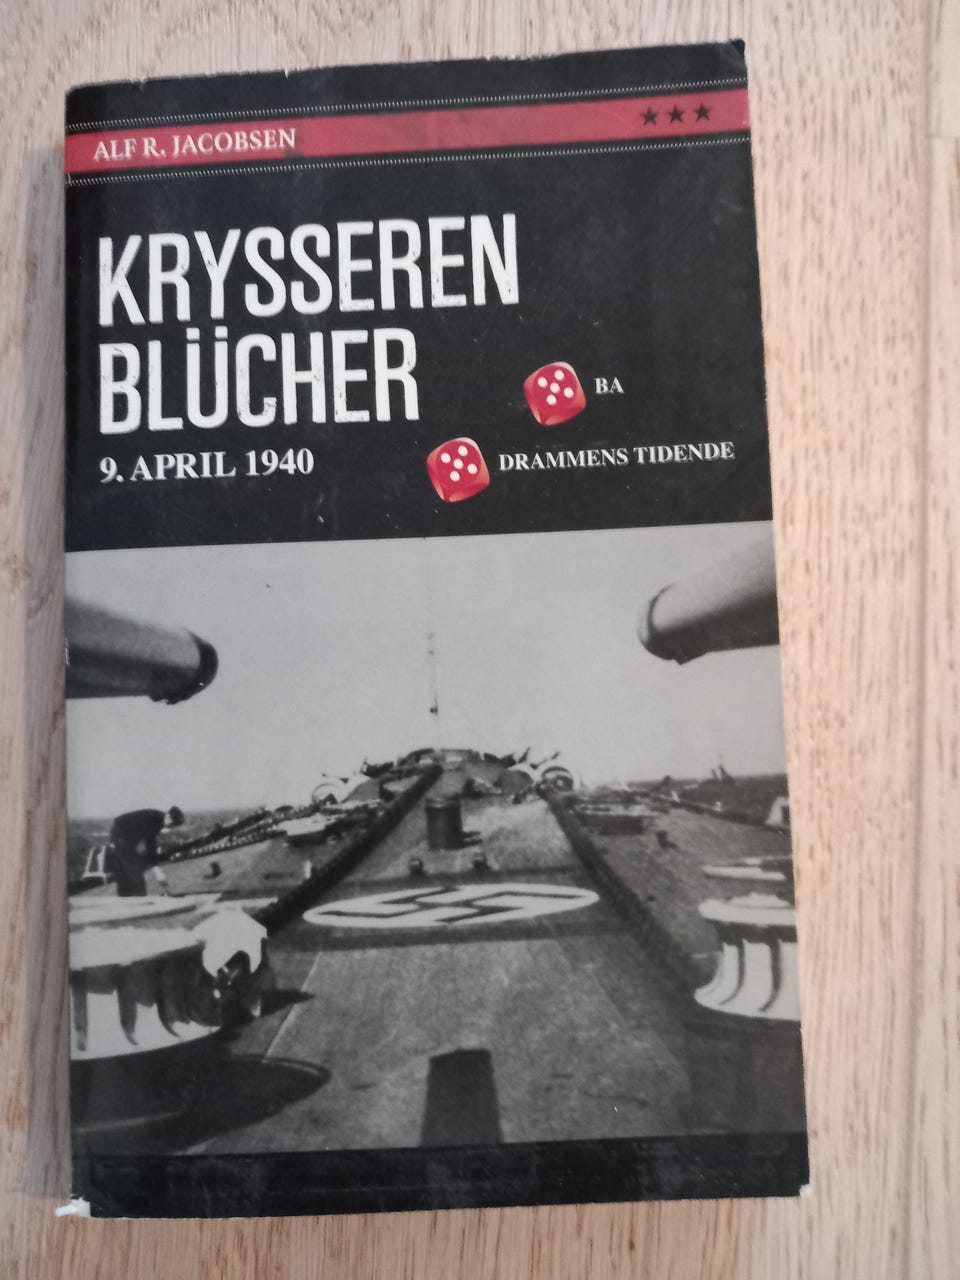 ALF R. JACOBSEN
KRYSSEREN
BLÜCHER
9. APRIL 1940
BA
DRAMMENS TIDENDE